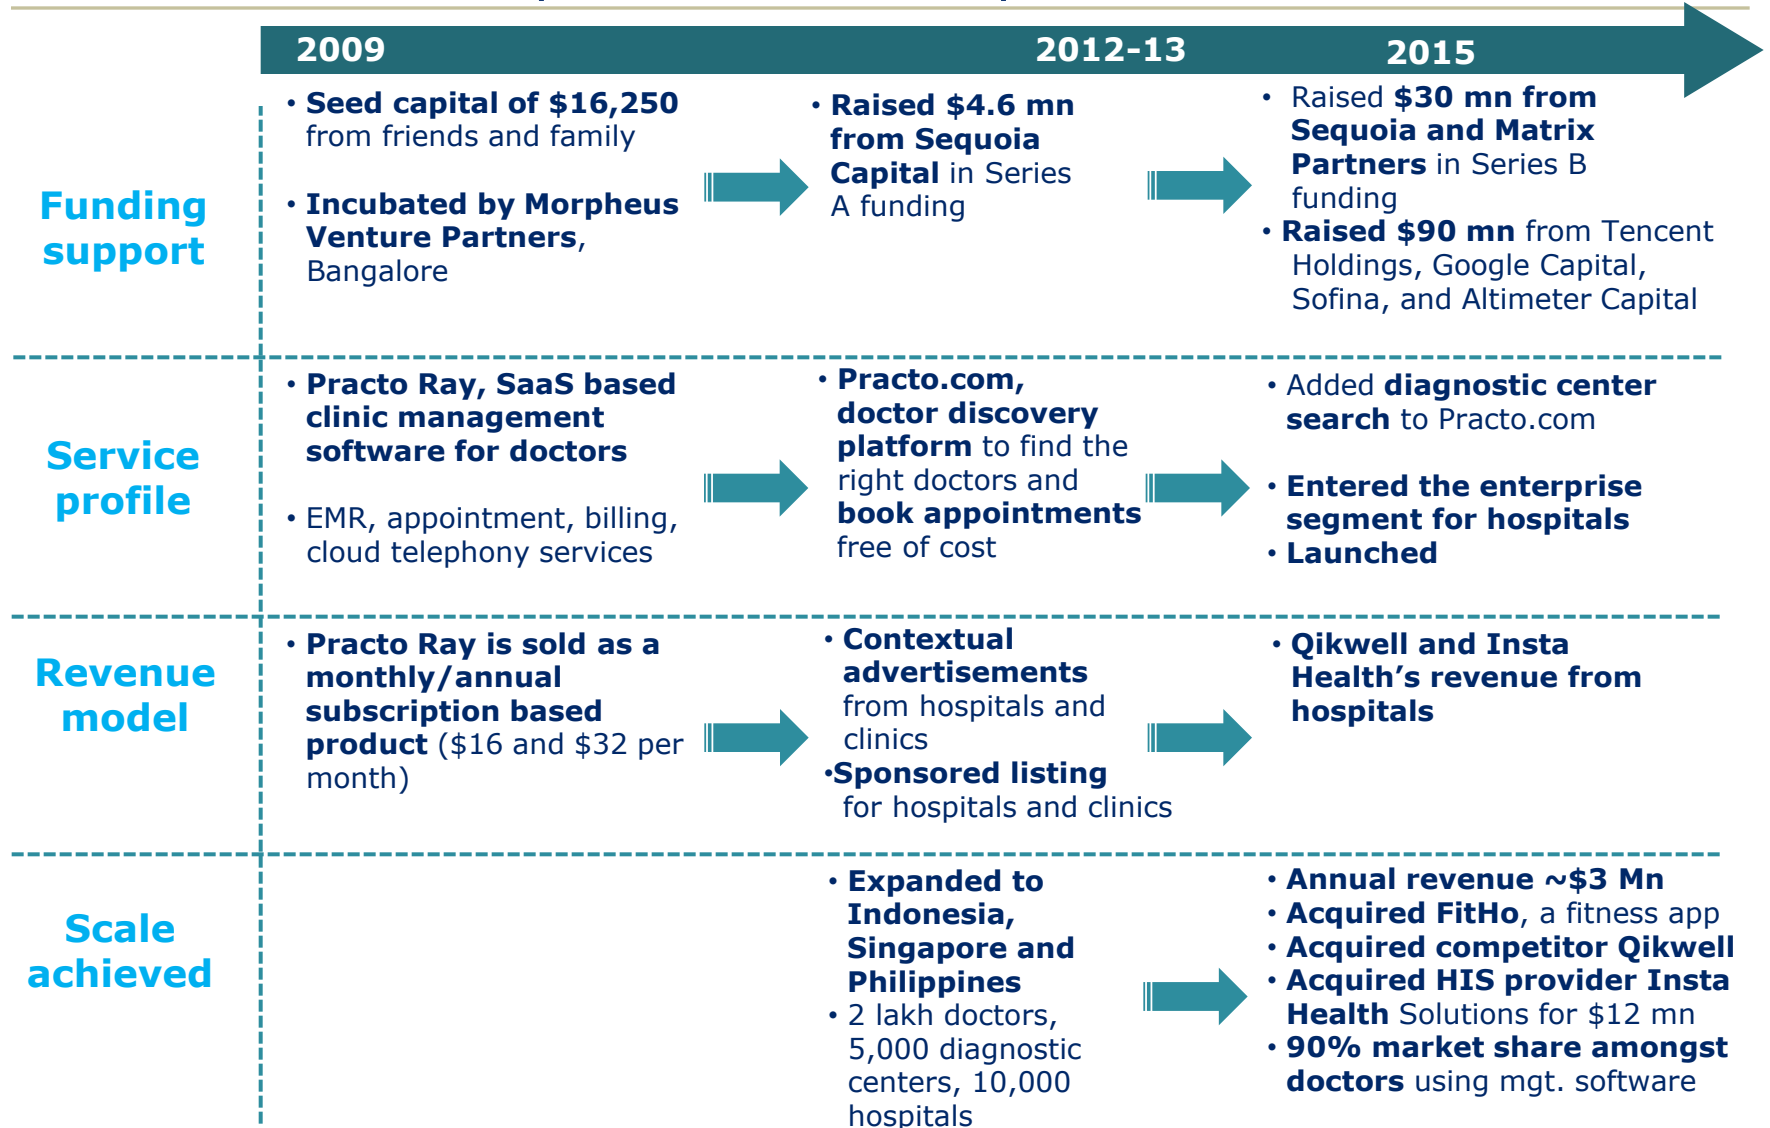 2009
2012-13
2015
Funding
support
• Seed capital of $16,250
from friends and family
• Incubated by Morpheus
Venture Partners,
Bangalore
• Raised $4.6 mn
from Sequoia
Capital in Series
A funding
• Raised $30 mn from
Sequoia and Matrix
Partners in Series B
funding
• Raised $90 mn from Tencent
Holdings, Google Capital,
Sofina, and Altimeter Capital
Service
profile
• Practo Ray, SaaS based
clinic management
software for doctors
• EMR, appointment, billing,
cloud telephony services
• Practo.com,
doctor discovery
platform to find the
right doctors and
book appointments
free of cost
• Added diagnostic center
search to Practo.com
• Entered the enterprise
segment for hospitals
• Launched
Revenue
model
• Practo Ray is sold as a
monthly/annual
subscription based
product ($16 and $32 per
month)
• Contextual
advertisements
from hospitals and
clinics
•Sponsored listing
for hospitals and clinics
• Qikwell and Insta
Health’s revenue from
hospitals
Scale
achieved
• Expanded to
Indonesia,
Singapore and
Philippines
• 2 lakh doctors,
5,000 diagnostic
centers, 10,000
hospitals
• Annual revenue ~$3 Mn
• Acquired FitHo, a fitness app
• Acquired competitor Qikwell
• Acquired HIS provider Insta
Health Solutions for $12 mn
• 90% market share amongst
doctors using mgt. software